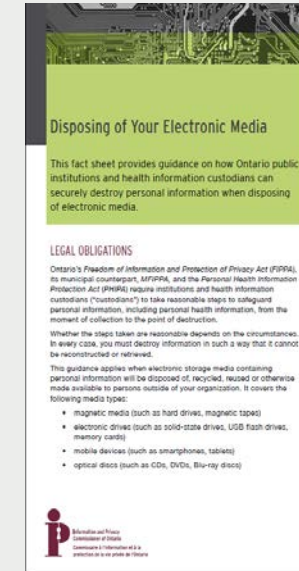 Disposing of Your Electronic Media
This fact sheet provides guidance on how Ontario public
institutions and health information custodians can
securely destroy personal information when disposing
of electronic media.
LEGAL OBLIGATIONS
Ontario's Freedom of Information and Protection of Privacy Act (FIPPA),
its municipal counterpart, MFIPPA, and the Personal Health Information
Protection Act (PHIPA) require institutions and health information
custodians ("custodians") to take reasonable steps to safeguard
personal information, including personal health information, from the
moment of collection to the point of destruction.
Whether the steps taken are reasonable depends on the circumstances.
In every case, you must destroy information in such a way that it cannot
be reconstructed or retrieved.
This guidance applies when electronic storage media containing
personal information will be disposed of, recycled, reused or otherwise
made available to persons outside of your organization. It covers the
following media types:
• magnetic media (such as hard drives, magnetic tapes)
• electronic drives (such as solid-state drives, USB flash drives,
memory cards)
• mobile devices (such as smartphones, tablets)
• optical discs (such as CDs, DVDs, Blu-ray discs)
Information and Privacy
Commissioner of Ontario
Commissaire à l'information et à la
protection de la vie privée de l'Ontario